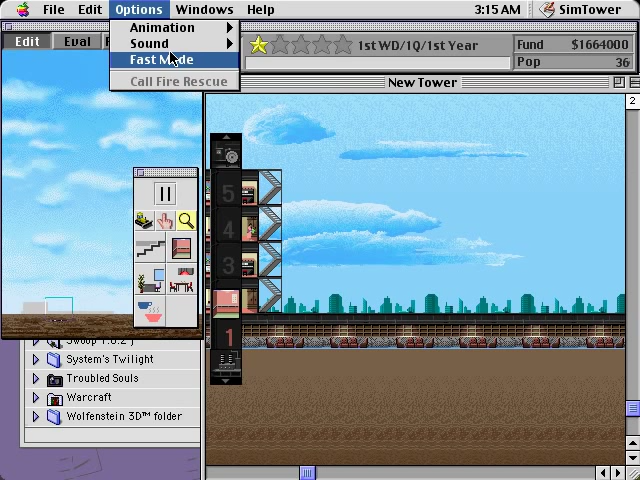 File Edit Options Windows Help 3:15 AM SimTower
Animation
Sound
Fast Mode
Call Fire Rescue
Edit Eval
1st WD/1Q/1st Year
Fund $1664000
Pop 36
New Tower
2
5
4
3
1
System's Twilight
Troubled Souls
Warcraft
Wolfenstein 3D™ folder